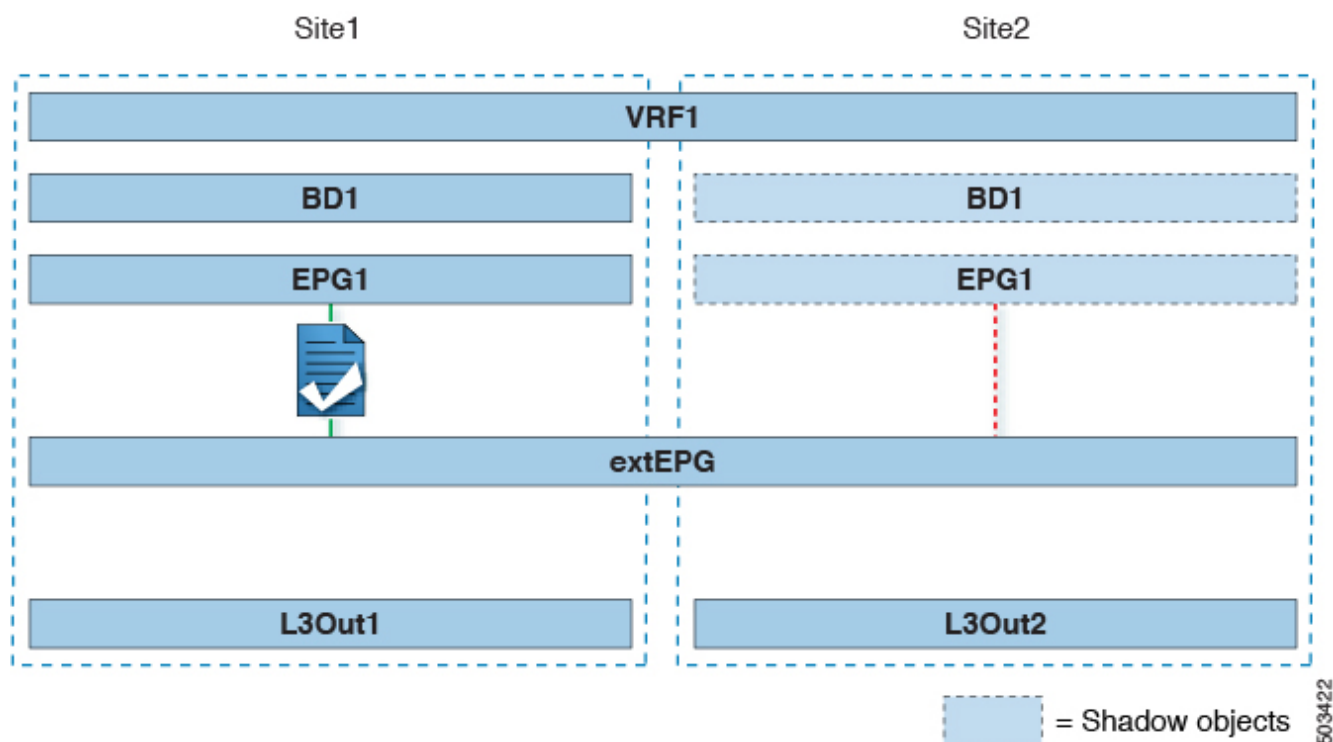 Site1
Site2
VRF1
BD1
BD1
EPG1
EPG1
extEPG
L3Out1
L3Out2
= Shadow objects
503422